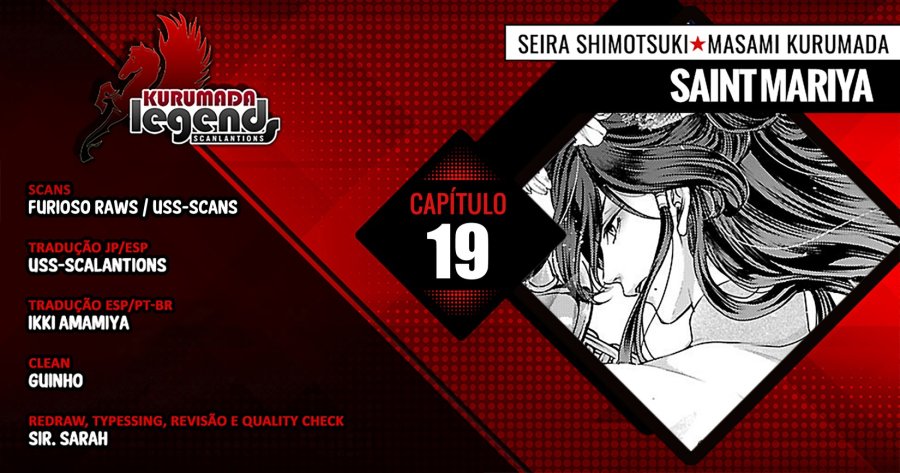 KURUMADA
legends
SCANLANTIONS
SEIRA SHIMOTSUKI★MASAMI KURUMADA
SAINT MARIYA
CAPÍTULO
19
SCANS
FURIOSO RAWS / USS-SCANS
TRADUÇÃO JP/ESP
USS-SCALANTIONS
TRADUÇÃO ESP/PT-BR
IKKI AMAMIYA
CLEAN
GUINHO
REDRAW, TYPESSING, REVISÃO E QUALITY CHECK
SIR. SARAH